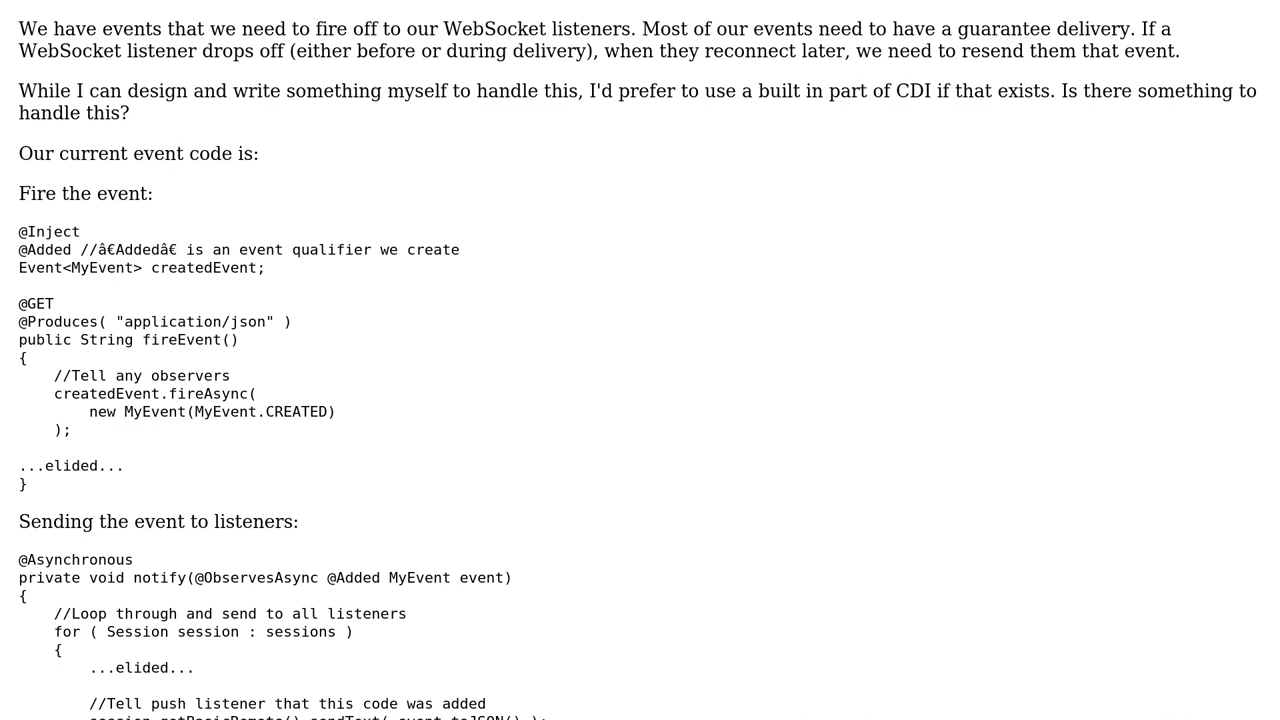 We have events that we need to fire off to our WebSocket listeners. Most of our events need to have a guarantee delivery. If a
WebSocket listener drops off (either before or during delivery), when they reconnect later, we need to resend them that event.
While I can design and write something myself to handle this, I'd prefer to use a built in part of CDI if that exists. Is there something to
handle this?
Our current event code is:
Fire the event:
@Inject
@Added //â€Addedâ€ is an event qualifier we create
Event<MyEvent> createdEvent;
@GET
@Produces( "application/json" )
public String fireEvent()
{
    //Tell any observers
    createdEvent.fireAsync(
        new MyEvent(MyEvent.CREATED)
    );
...elided...
}
Sending the event to listeners:
@Asynchronous
private void notify(@ObservesAsync @Added MyEvent event)
{
    //Loop through and send to all listeners
    for ( Session session : sessions )
    {
        ...elided...
        //Tell push listener that this code was added
        session.getBasicRemote().sendText( event.toJSON() );